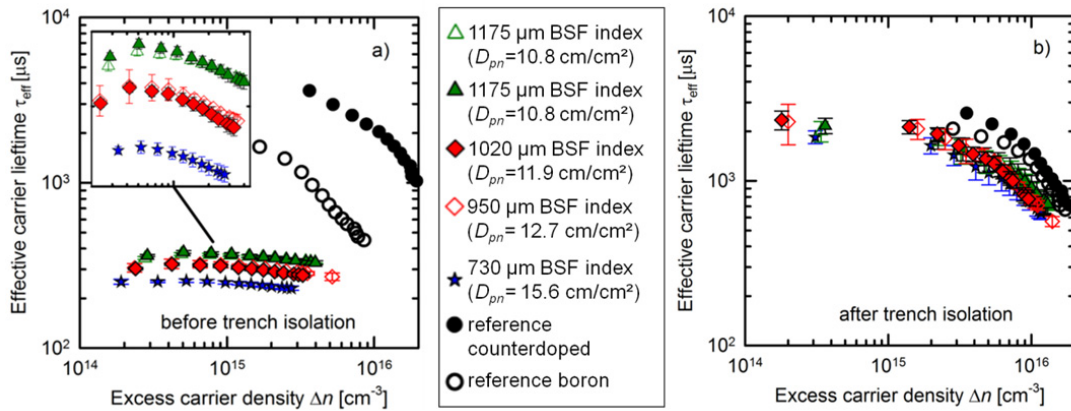 Effective carrier lieftime τeff [µs]
10⁴
10³
10²
a)
before trench isolation
10¹⁴
10¹⁵
10¹⁶
Excess carrier density Δn [cm⁻³]
1175 µm BSF index
(Dpn=10.8 cm/cm²)
1175 µm BSF index
(Dpn=10.8 cm/cm²)
1020 µm BSF index
(Dpn=11.9 cm/cm²)
950 µm BSF index
(Dpn=12.7 cm/cm²)
730 µm BSF index
(Dpn=15.6 cm/cm²)
reference
counterdoped
reference boron
Effective carrier lieftime τeff [µs]
10⁴
10³
10²
b)
after trench isolation
10¹⁴
10¹⁵
10¹⁶
Excess carrier density Δn [cm⁻³]